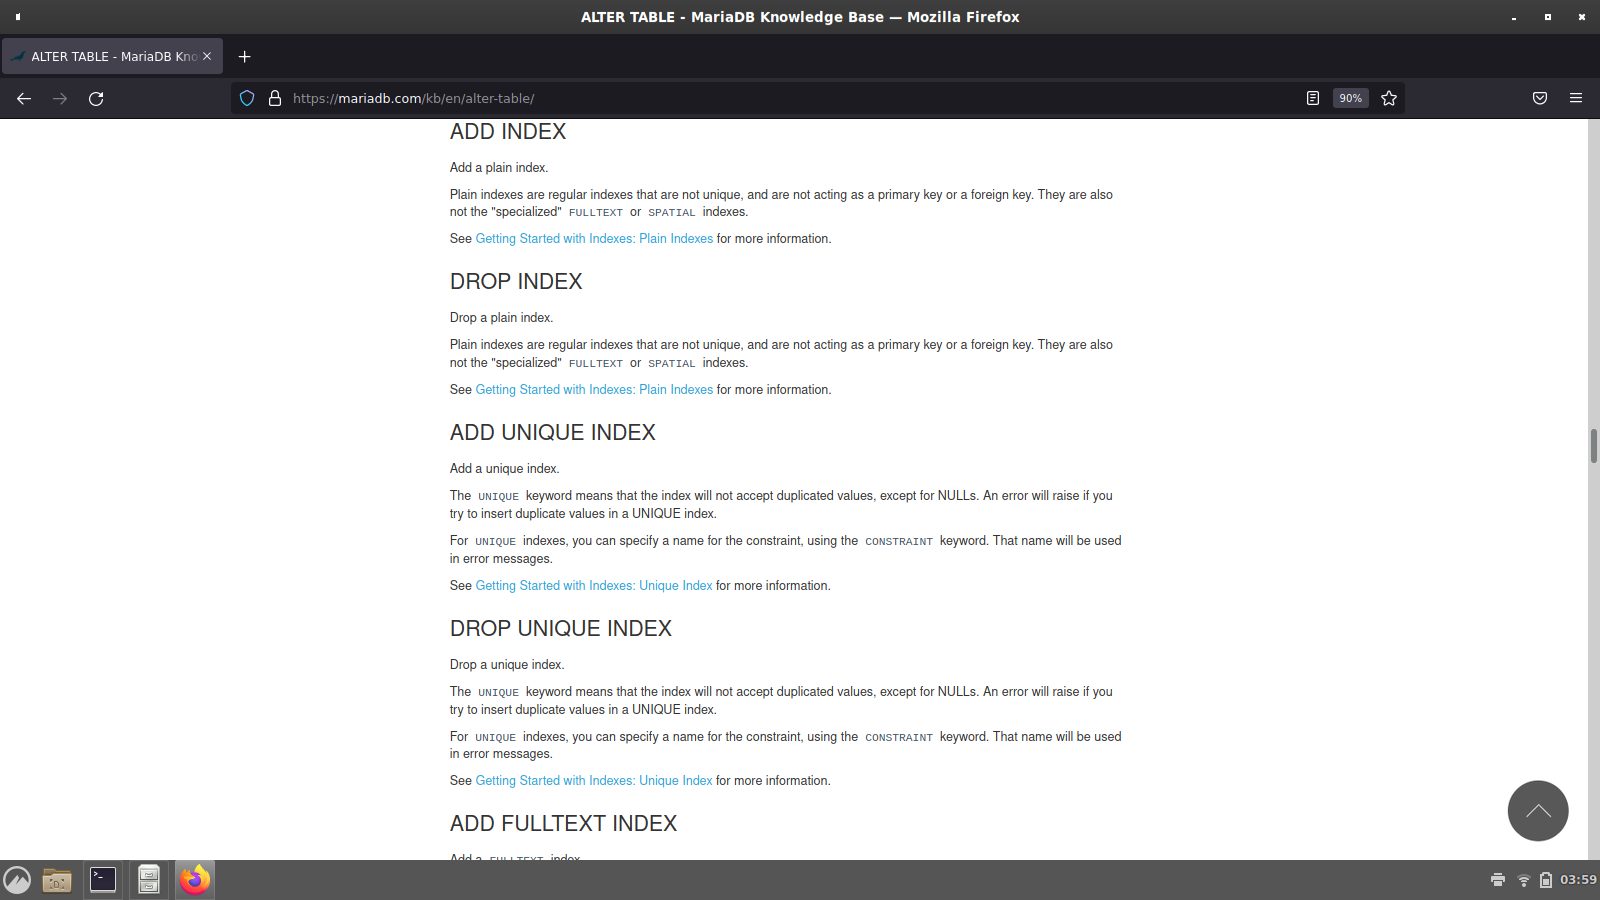 ALTER TABLE - MariaDB Knowledge Base — Mozilla Firefox
ALTER TABLE - MariaDB Kno
https://mariadb.com/kb/en/alter-table/
90%
ADD INDEX
Add a plain index.
Plain indexes are regular indexes that are not unique, and are not acting as a primary key or a foreign key. They are also
not the "specialized" FULLTEXT or SPATIAL indexes.
See Getting Started with Indexes: Plain Indexes for more information.
DROP INDEX
Drop a plain index.
Plain indexes are regular indexes that are not unique, and are not acting as a primary key or a foreign key. They are also
not the "specialized" FULLTEXT or SPATIAL indexes.
See Getting Started with Indexes: Plain Indexes for more information.
ADD UNIQUE INDEX
Add a unique index.
The UNIQUE keyword means that the index will not accept duplicated values, except for NULLs. An error will raise if you
try to insert duplicate values in a UNIQUE index.
For UNIQUE indexes, you can specify a name for the constraint, using the CONSTRAINT keyword. That name will be used
in error messages.
See Getting Started with Indexes: Unique Index for more information.
DROP UNIQUE INDEX
Drop a unique index.
The UNIQUE keyword means that the index will not accept duplicated values, except for NULLs. An error will raise if you
try to insert duplicate values in a UNIQUE index.
For UNIQUE indexes, you can specify a name for the constraint, using the CONSTRAINT keyword. That name will be used
in error messages.
See Getting Started with Indexes: Unique Index for more information.
ADD FULLTEXT INDEX
Add a FULLTEXT index.
03:59